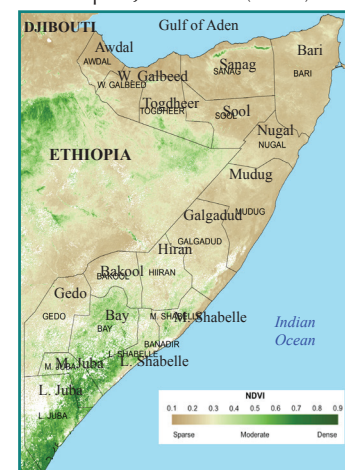 DJIBOUTI
Gulf of Aden
Awdal
AWDAL
Bari
BARI
Sanag
SANAG
W. Galbeed
W. GALBEED
Togdheer
TOGDHEER
Sool
SOOL
Nugal
NUGAL
ETHIOPIA
Mudug
MUDUG
Galgadud
GALGADUD
Hiran
HIIRAN
Bakool
BAKOOL
Gedo
GEDO
Bay
BAY
M. SHABELLE
M. Shabelle
BANADIR
L. SHABELLE
L. Shabelle
M. Juba
M. JUBA
L. Juba
L. JUBA
Indian
Ocean
NDVI
0.1 0.2 0.3 0.4 0.5 0.6 0.7 0.8 0.9
Sparse Moderate Dense